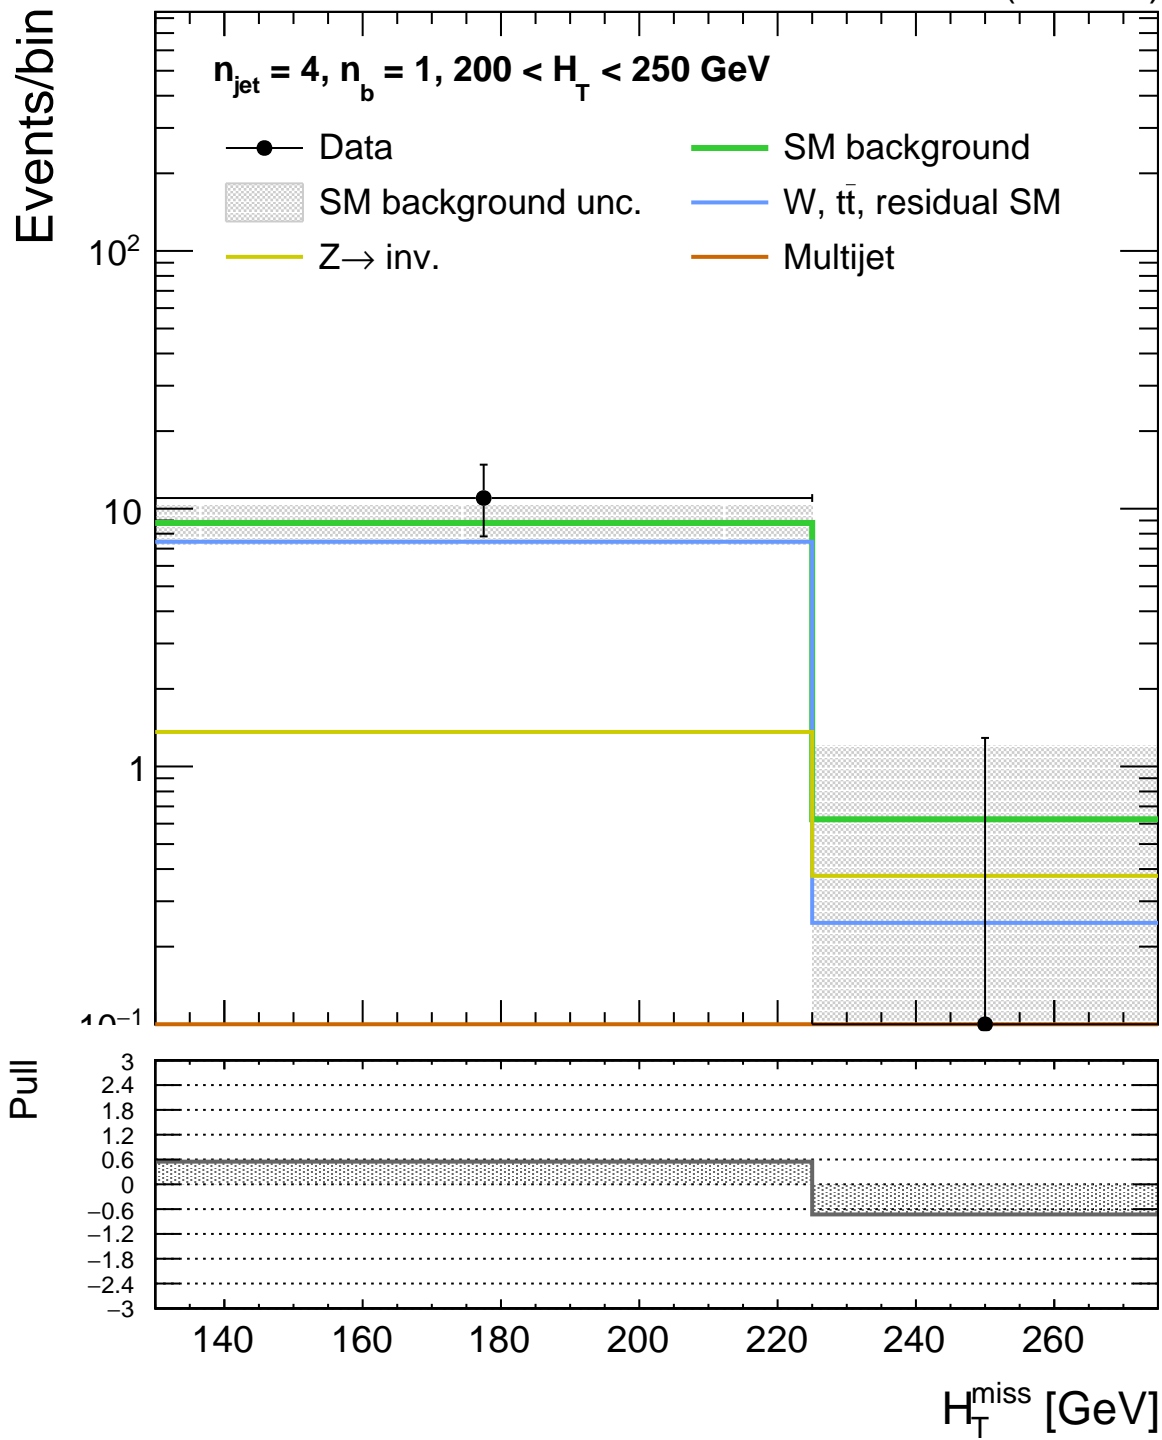 n_jet = 4, n_b = 1, 200 < H_T < 250 GeV
Data
SM background
SM background unc.
W, tt̄, residual SM
Z→ inv.
Multijet
Events/bin
10²
10
1
10⁻¹
Pull
3
2.4
1.8
1.2
0.6
0
−0.6
−1.2
−1.8
−2.4
−3
140 160 180 200 220 240 260
H_T^miss [GeV]